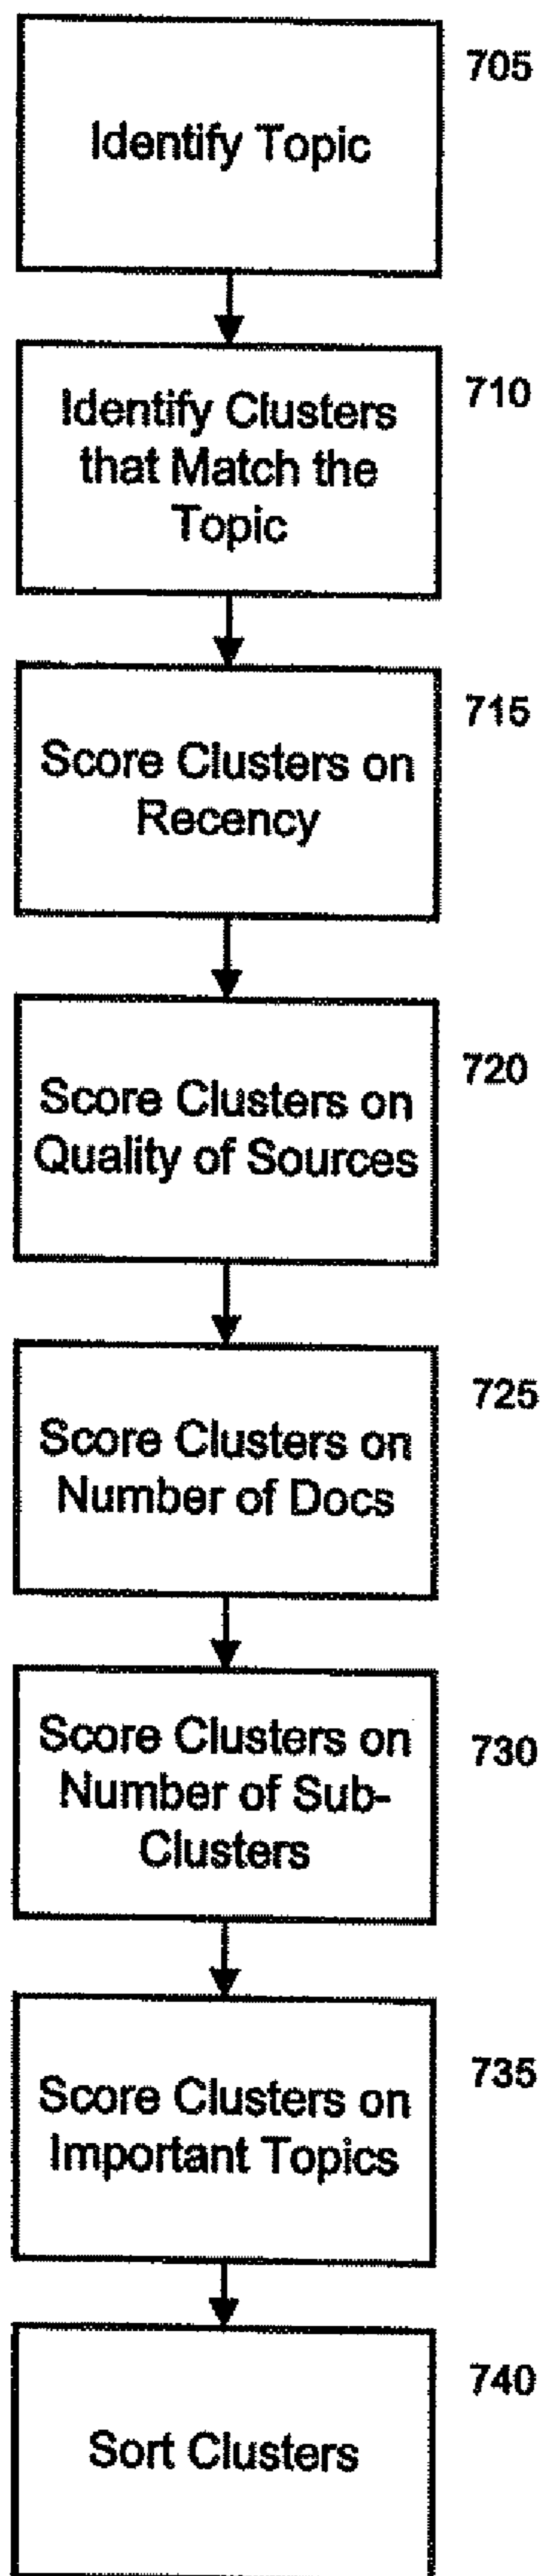 705
Identify Topic
710
Identify Clusters
that Match the
Topic
715
Score Clusters on
Recency
720
Score Clusters on
Quality of Sources
725
Score Clusters on
Number of Docs
730
Score Clusters on
Number of Sub-
Clusters
735
Score Clusters on
Important Topics
740
Sort Clusters